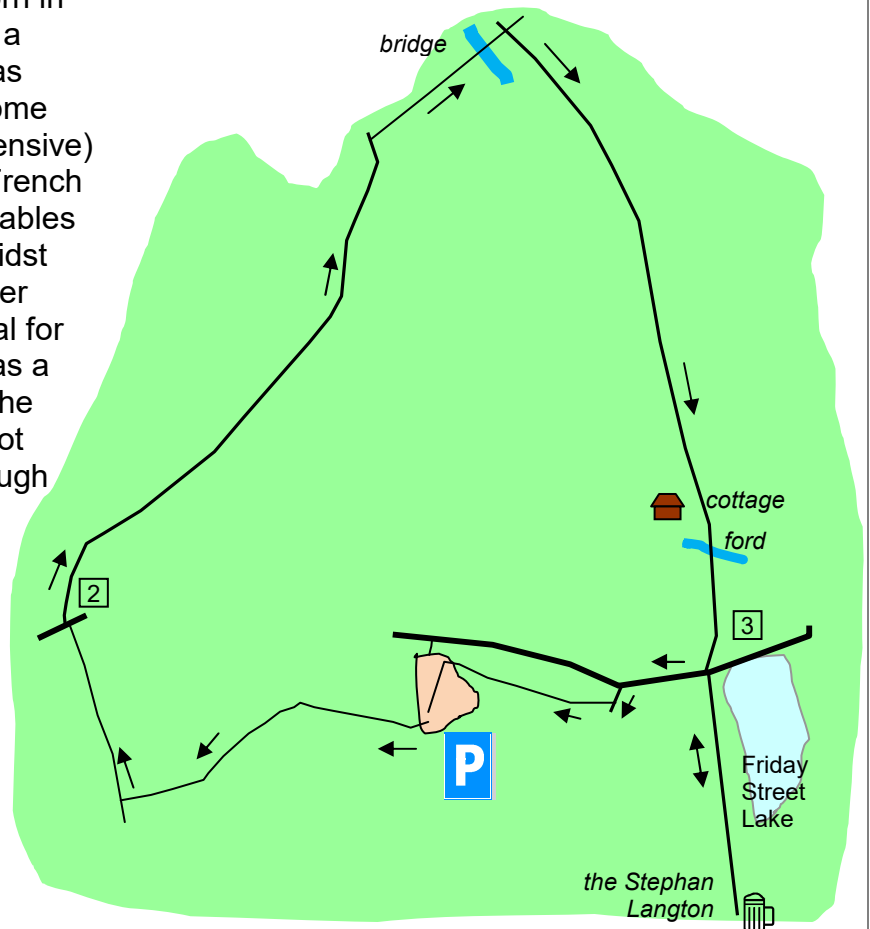 rn in
a
as
ome
ensive)
French
ables
idst
er
al for
as a
he
ot
ugh
bridge
cottage
ford
2
3
P
Friday
Street
Lake
the Stephan
Langton